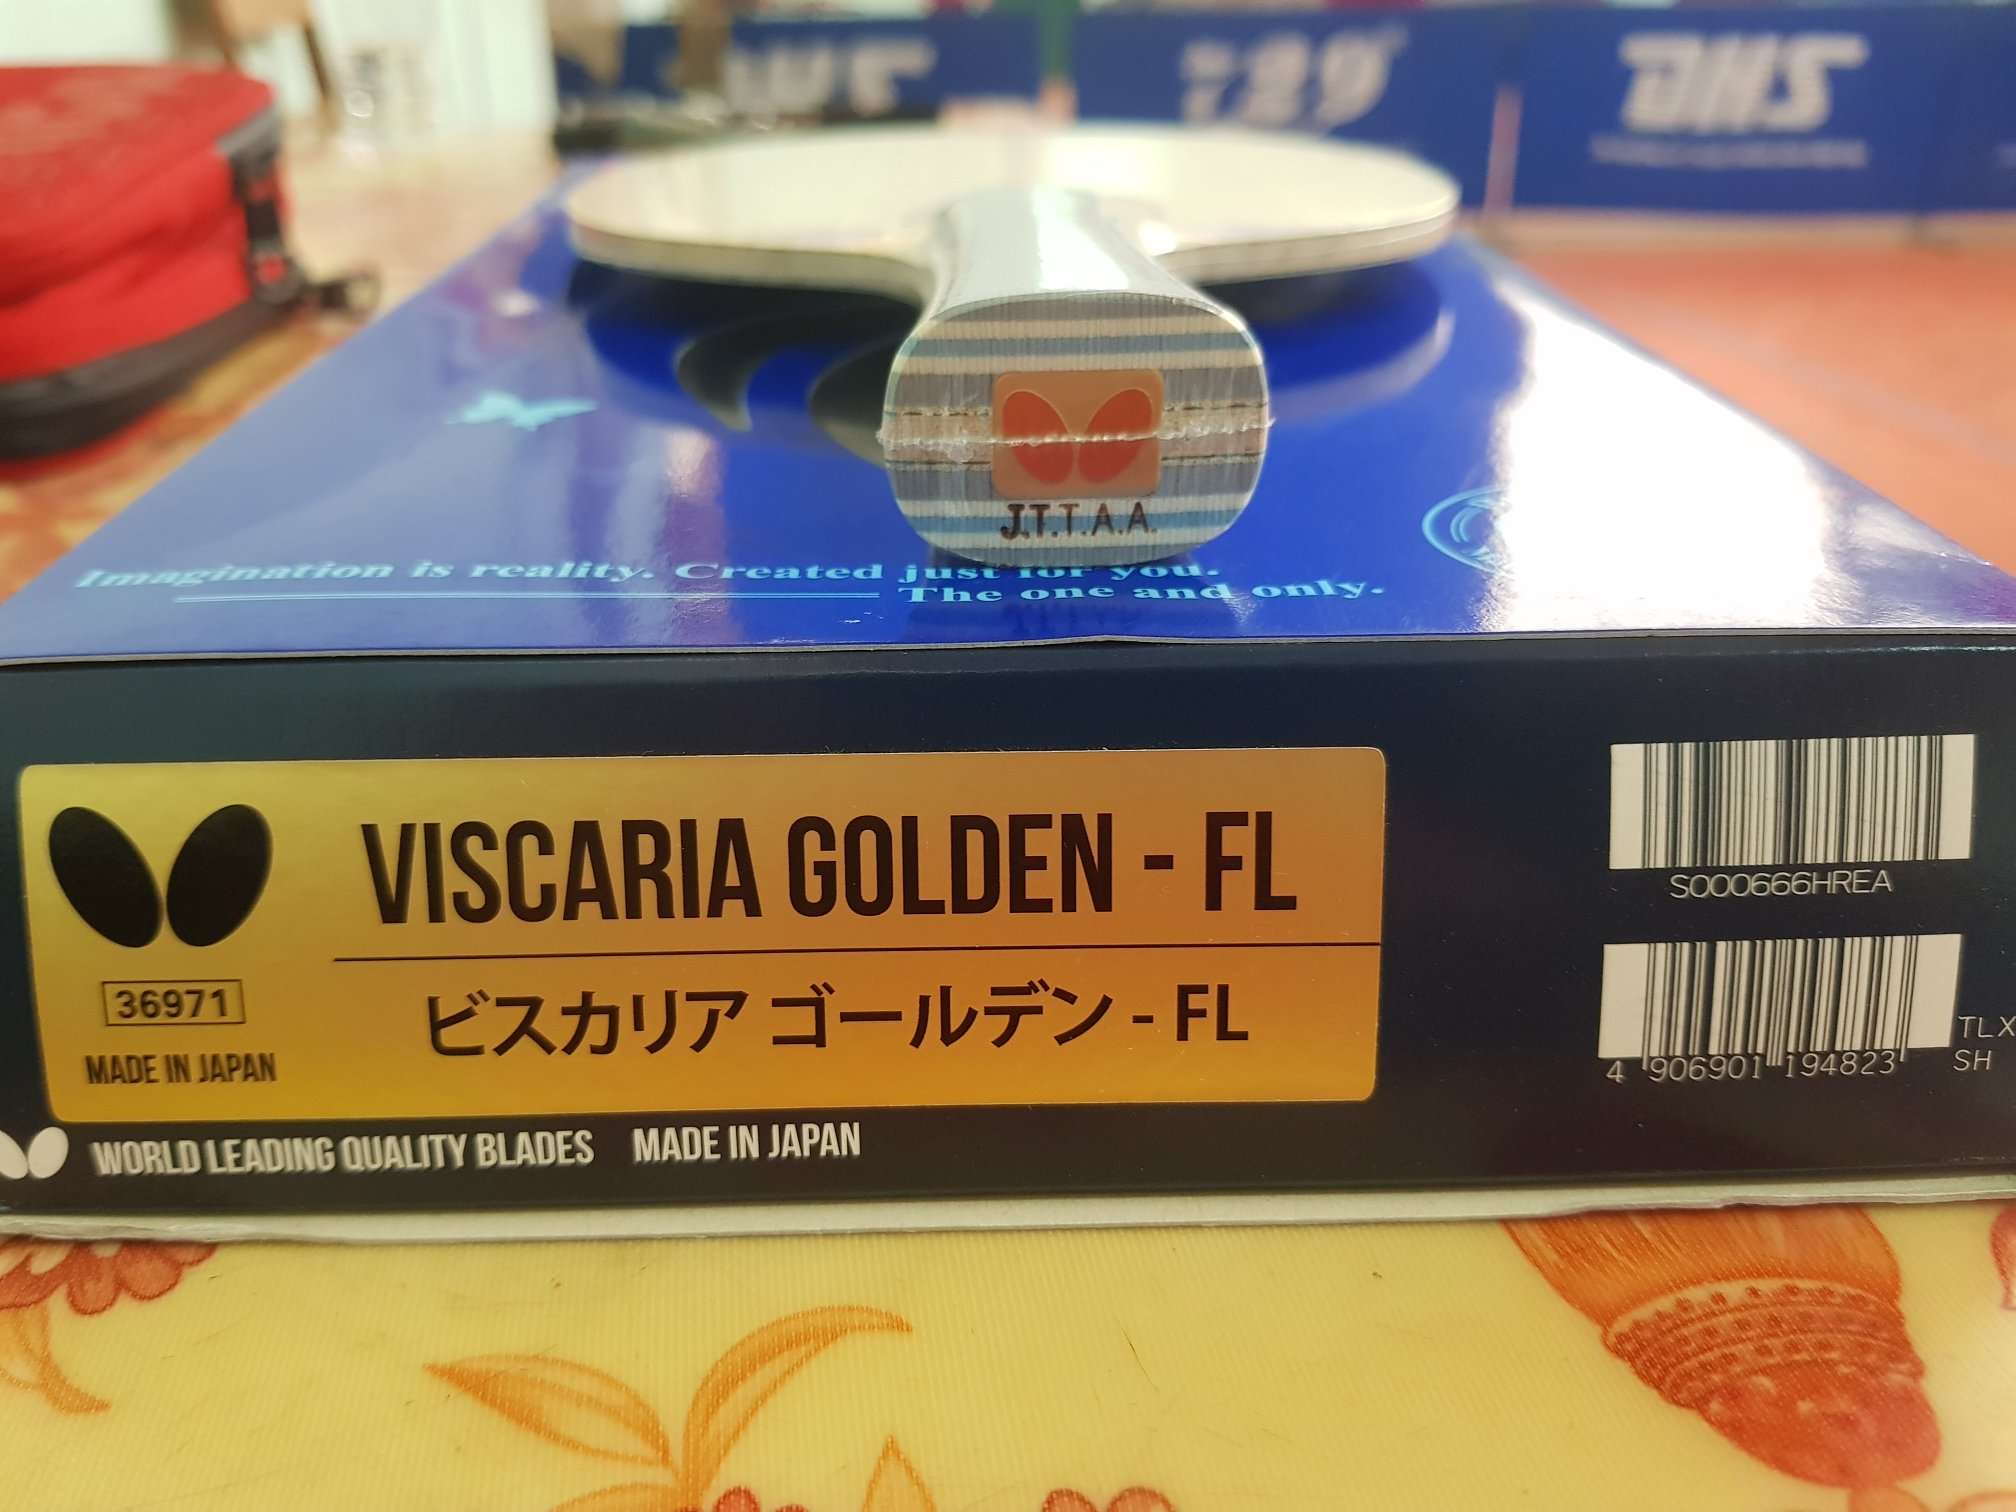 DHS
J.T.T.A.A.
Imagination is reality. Created just for you.
The one and only.
VISCARIA GOLDEN - FL
ビスカリア ゴールデン - FL
36971
MADE IN JAPAN
WORLD LEADING QUALITY BLADES MADE IN JAPAN
S000666HREA
4 906901 194823
TLX
SH